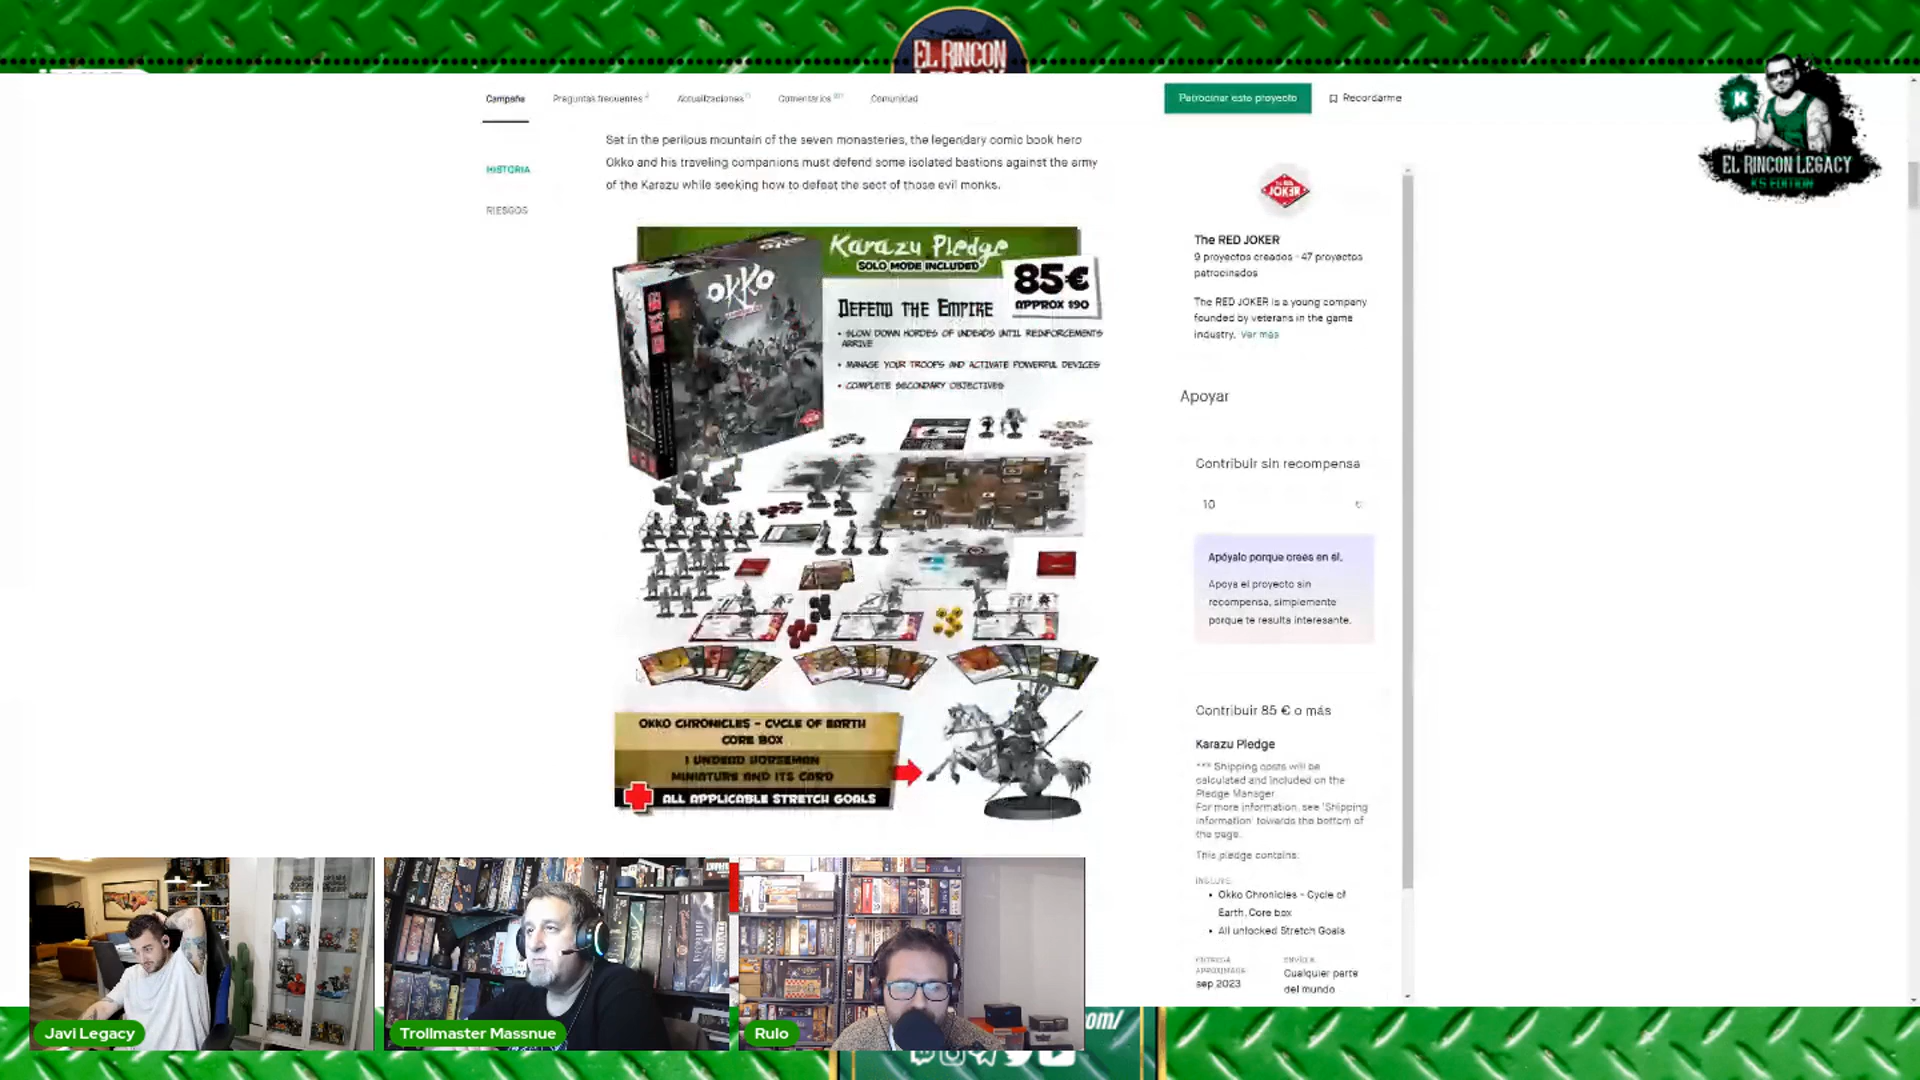 EL RINCON
LEGACY
Campaña
Preguntas frecuentes
Actualizaciones
Comentarios
Comunidad
Patrocinar este proyecto
Recordarme
K
EL RINCON LEGACY
KS EDITION
HISTORIA
RIESGOS
Set in the perilous mountain of the seven monasteries, the legendary comic book hero
Okko and his traveling companions must defend some isolated bastions against the army
of the Karazu while seeking how to defeat the sect of those evil monks.
Karazu Pledge
SOLO MODE INCLUDED
85€
APPROX $90
OKKO
DEFEND THE EMPIRE
• SLOW DOWN HORDES OF UNDEADS UNTIL REINFORCEMENTS
ARRIVE
• MANAGE YOUR TROOPS AND ACTIVATE POWERFUL DEVICES
• COMPLETE SECONDARY OBJECTIVES
OKKO CHRONICLES - CYCLE OF EARTH
CORE BOX
1 UNDEAD HORSEMAN
MINIATURE AND ITS CARD
ALL APPLICABLE STRETCH GOALS
THE RED
JOKER
The RED JOKER
9 proyectos creados · 47 proyectos
patrocinados
The RED JOKER is a young company
founded by veterans in the game
industry. Ver más
Apoyar
Contribuir sin recompensa
10
€
Apóyalo porque crees en él.
Apoya el proyecto sin
recompensa, simplemente
porque te resulta interesante.
Contribuir 85 € o más
Karazu Pledge
*** Shipping costs will be
calculated and included on the
Pledge Manager.
For more information, see 'Shipping
information' towards the bottom of
the page.
This pledge contains:
INCLUYE:
• Okko Chronicles - Cycle of
Earth, Core box
• All unlocked Stretch Goals
ENTREGA
APROXIMADA
sep 2023
ENVÍO A
Cualquier parte
del mundo
Javi Legacy
Trollmaster Massnue
Rulo
om/